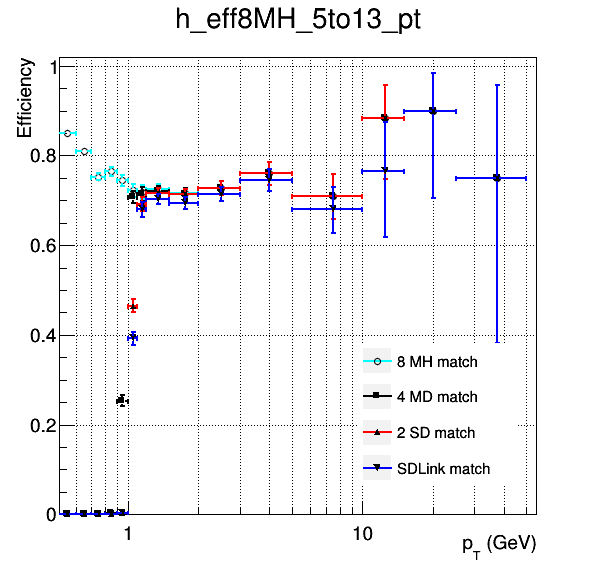 h_eff8MH_5to13_pt
Efficiency
1
0.8
0.6
0.4
0.2
0
8 MH match
4 MD match
2 SD match
SDLink match
1
10
p_T (GeV)